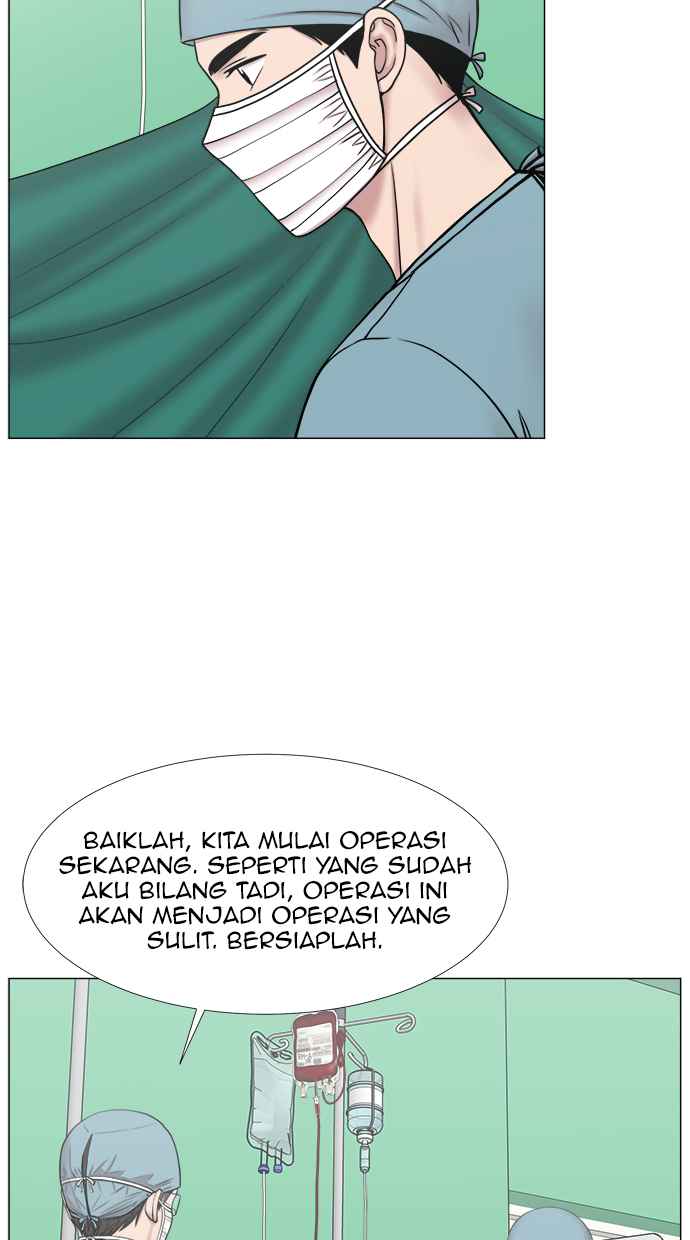 BAIKLAH, KITA MULAI OPERASI
SEKARANG. SEPERTI YANG SUDAH
AKU BILANG TADI, OPERASI INI
AKAN MENJADI OPERASI YANG
SULIT. BERSIAPLAH.